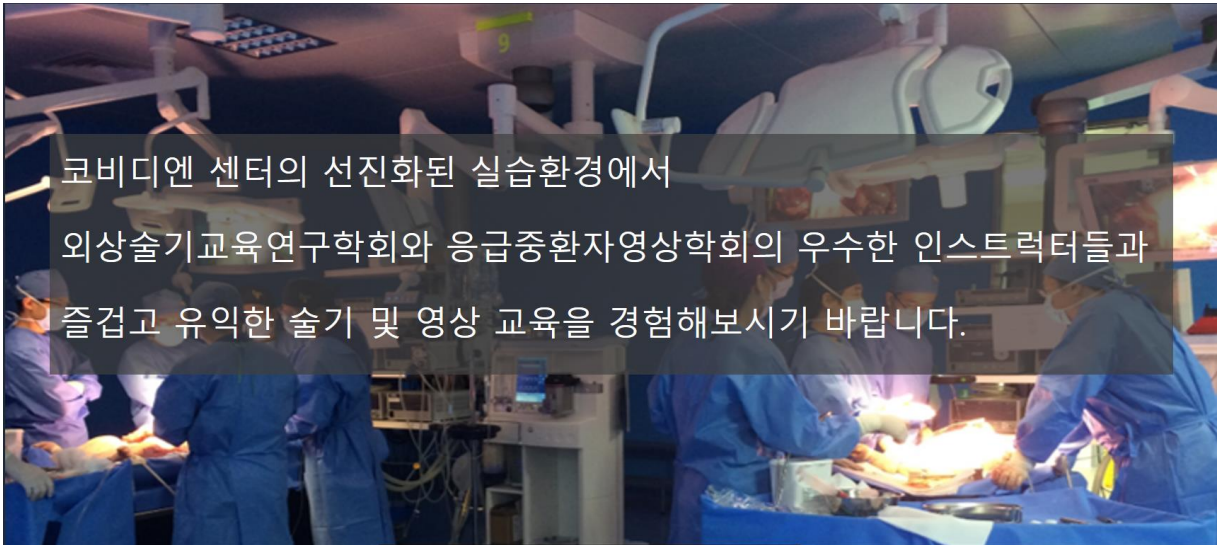 9
코비디엔 센터의 선진화된 실습환경에서
외상술기교육연구학회와 응급중환자영상학회의 우수한 인스트럭터들과
즐겁고 유익한 술기 및 영상 교육을 경험해보시기 바랍니다.